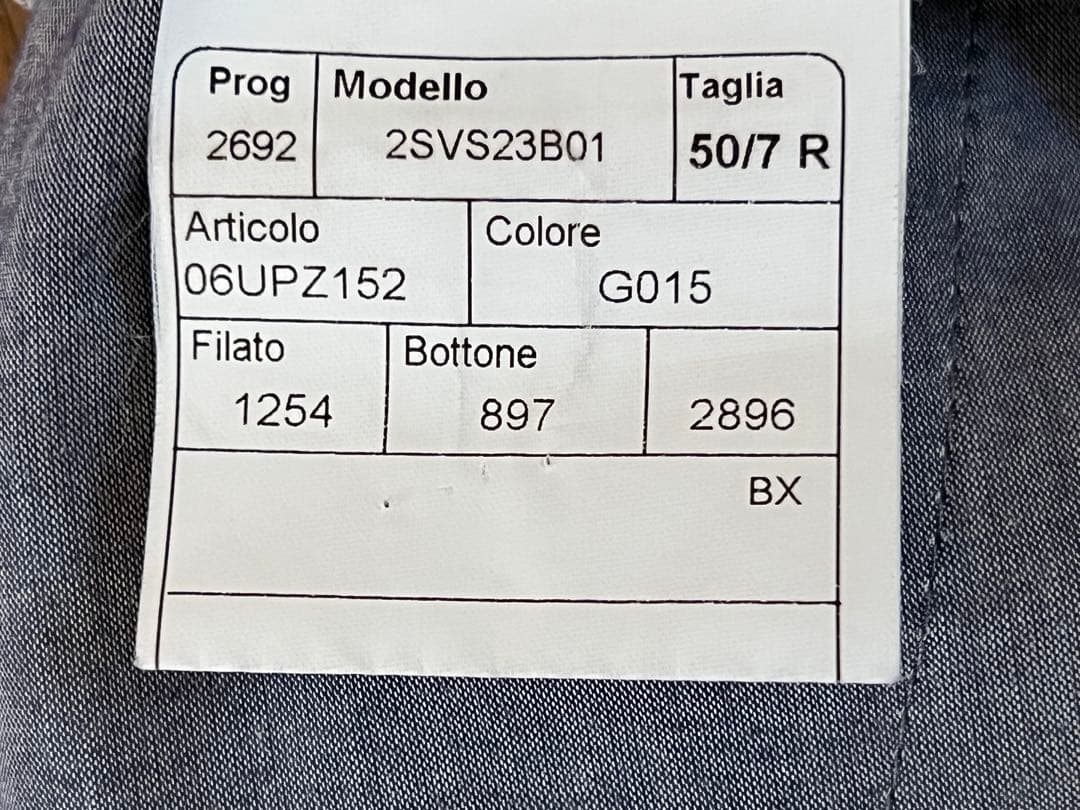 Prog Modello Taglia
2692 2SVS23B01 50/7 R
Articolo Colore
06UPZ152 G015
Filato Bottone
1254 897 2896
BX